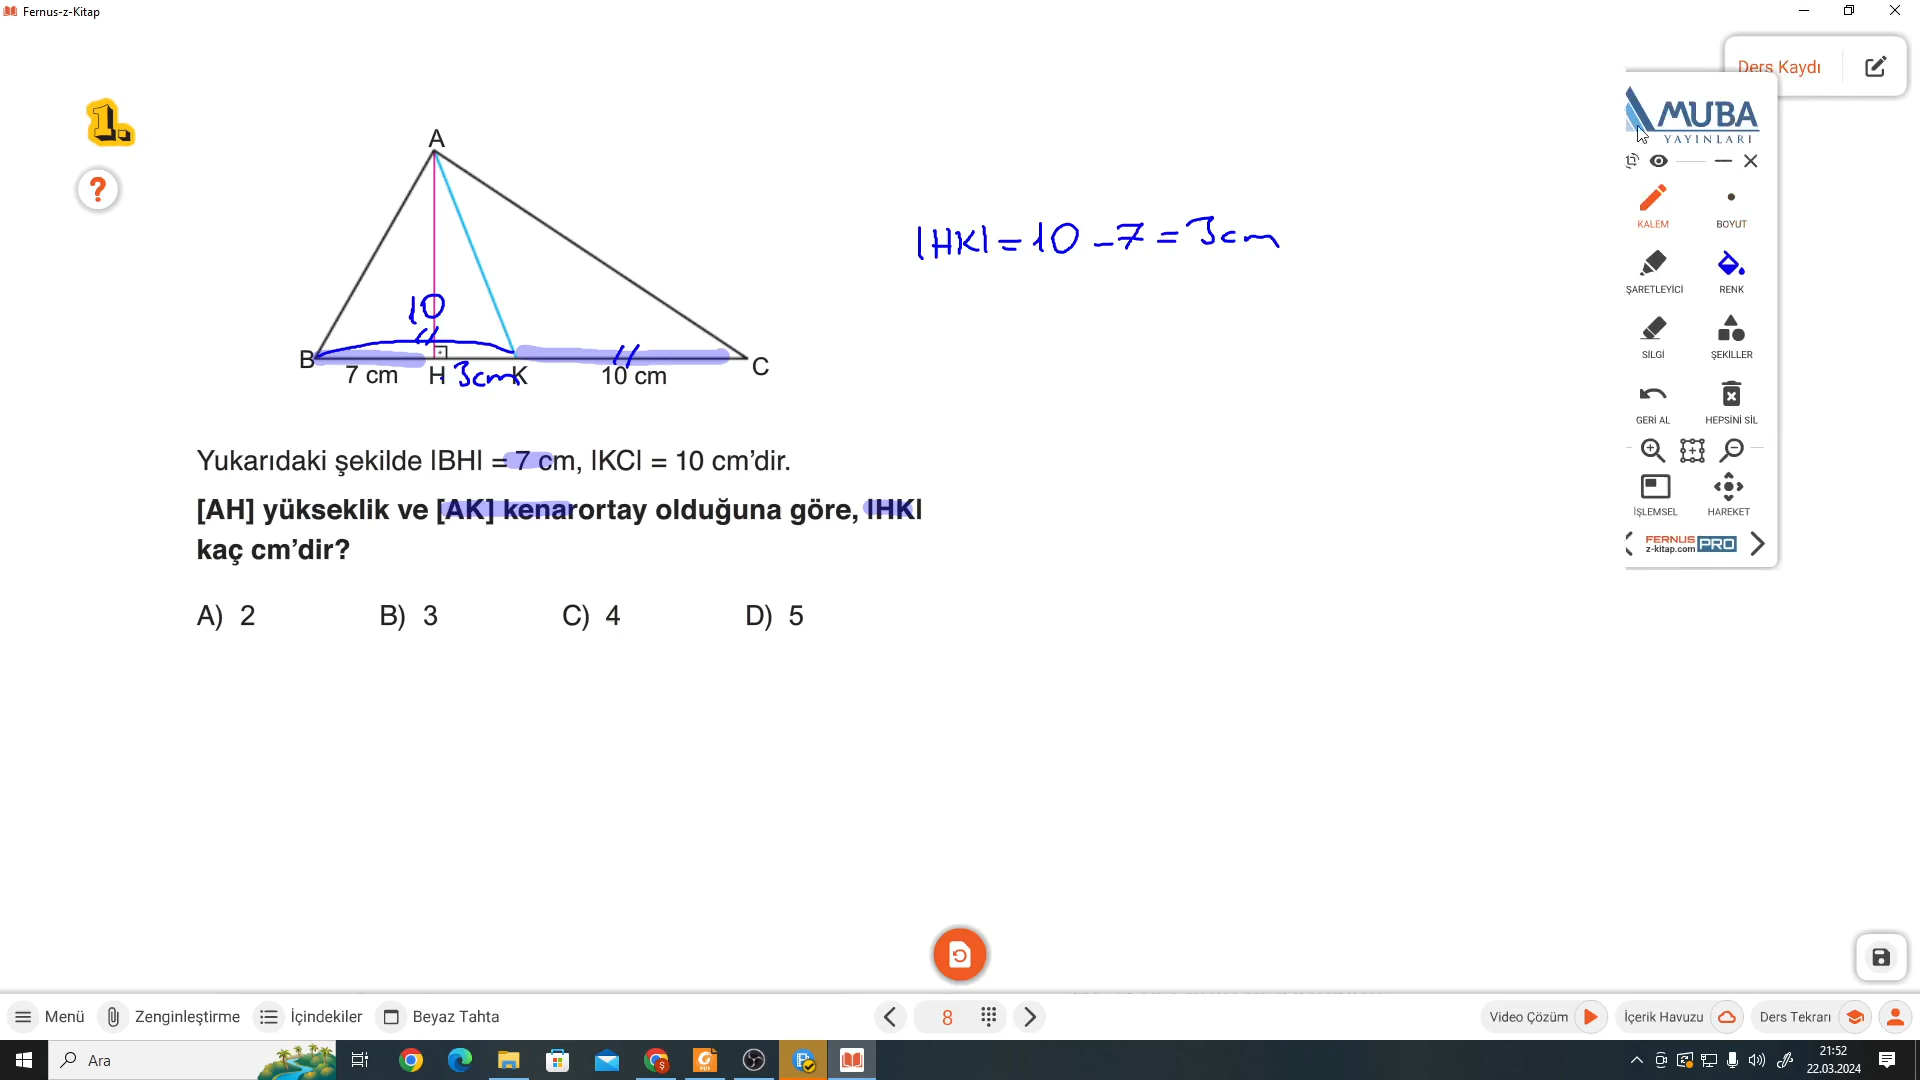 Fernus-z-Kitap
Ders Kaydı
MUBA
YAYINLARI
1.
?
A
|HK| = 10 - 7 = 3cm
KALEM
BOYUT
ŞARETLEYİCİ
RENK
10
B
7 cm
H
3cm
K
10 cm
C
SİLGİ
ŞEKİLLER
GERİ AL
HEPSİNİ SİL
Yukarıdaki şekilde |BH| = 7 cm, |KC| = 10 cm’dir.
[AH] yükseklik ve [AK] kenarortay olduğuna göre, |HK|
kaç cm’dir?
İŞLEMSEL
HAREKET
FERNUS
z-kitap.com
PRO
A) 2
B) 3
C) 4
D) 5
Menü
Zenginleştirme
İçindekiler
Beyaz Tahta
8
Video Çözüm
İçerik Havuzu
Ders Tekrarı
Ara
21:52
22.03.2024